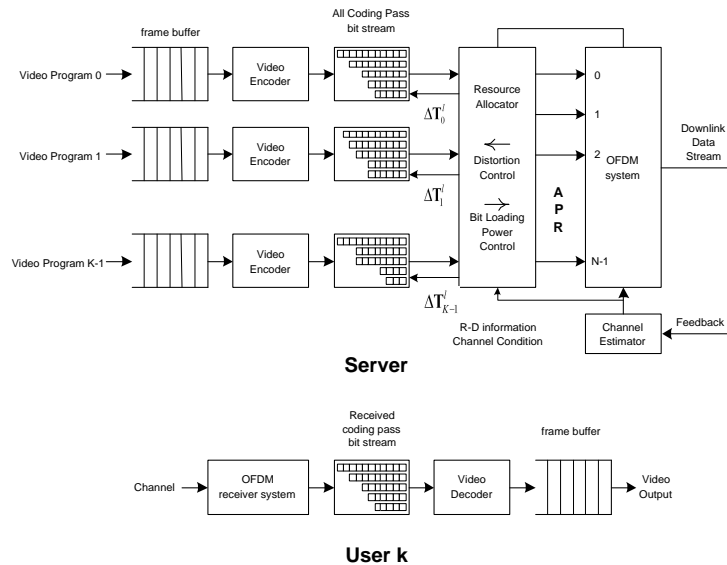 frame buffer
All Coding Pass
bit stream
Video Program 0
Video
Encoder
ΔT₀ˡ
Video Program 1
Video
Encoder
ΔT₁ˡ
Video Program K-1
Video
Encoder
ΔTₖ₋₁ˡ
Resource
Allocator
Distortion
Control
Bit Loading
Power
Control
A
P
R
0
1
2
N-1
OFDM
system
Downlink
Data
Stream
R-D information
Channel Condition
Channel
Estimator
Feedback
Server
Received
coding pass
bit stream
frame buffer
Channel
OFDM
receiver system
Video
Decoder
Video
Output
User k